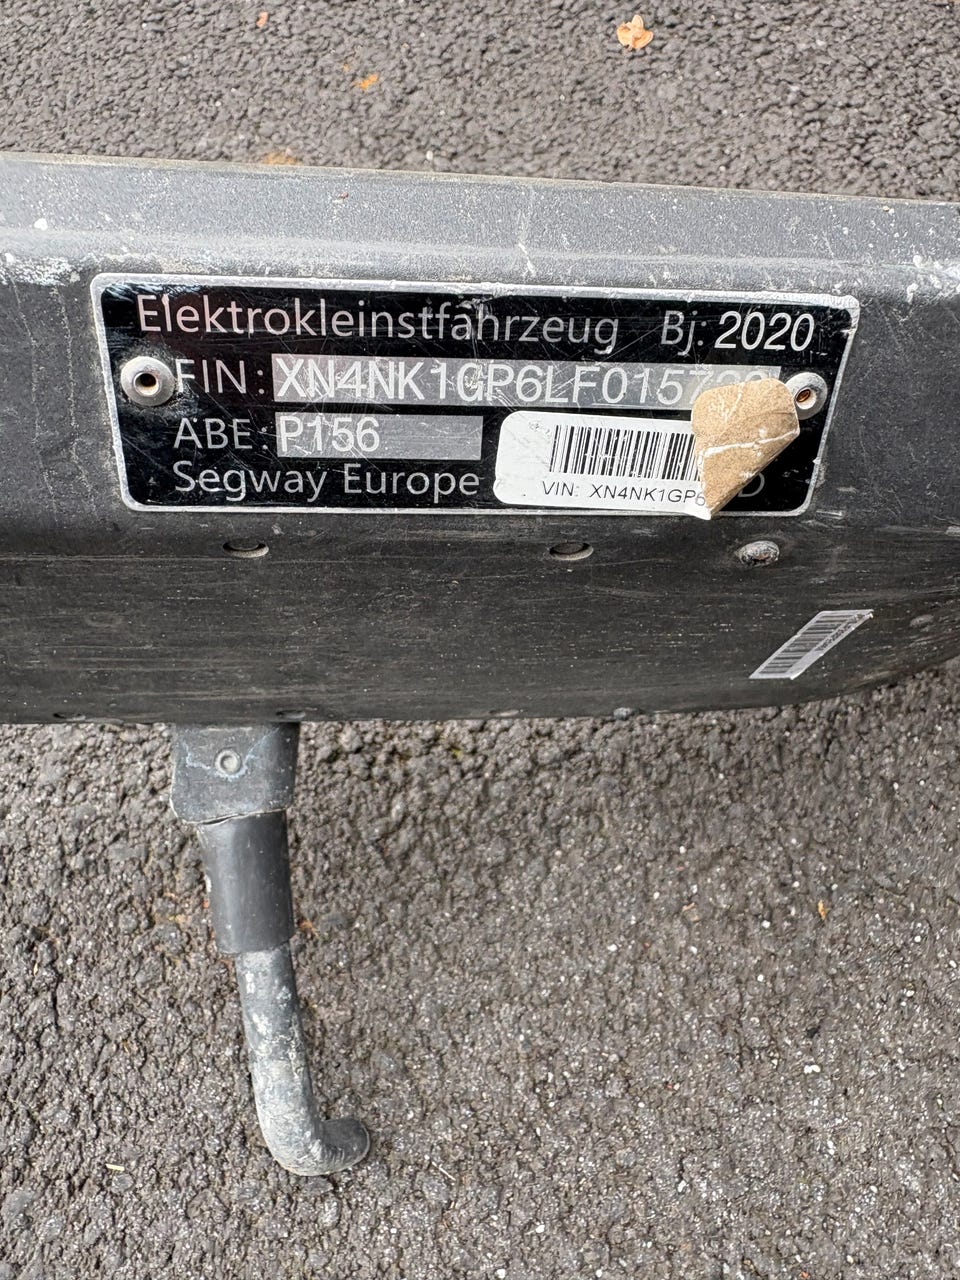 Elektrokleinstfahrzeug Bj: 2020
FIN: XN4NK1GP6LF0157
ABE: P156
Segway Europe D
VIN: XN4NK1GP6